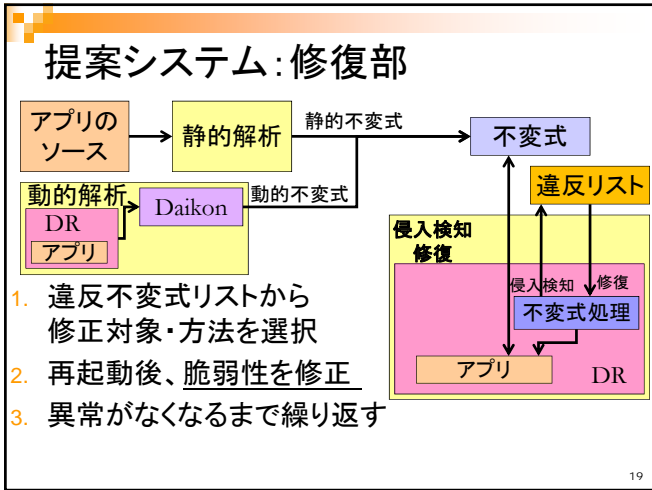 提案システム：修復部
アプリの
ソース
静的解析
静的不変式
不変式
動的解析
DR
アプリ
Daikon
動的不変式
違反リスト
侵入検知
修復
侵入検知
修復
不変式処理
アプリ
DR
1. 違反不変式リストから
修正対象・方法を選択
2. 再起動後、脆弱性を修正
3. 異常がなくなるまで繰り返す
19